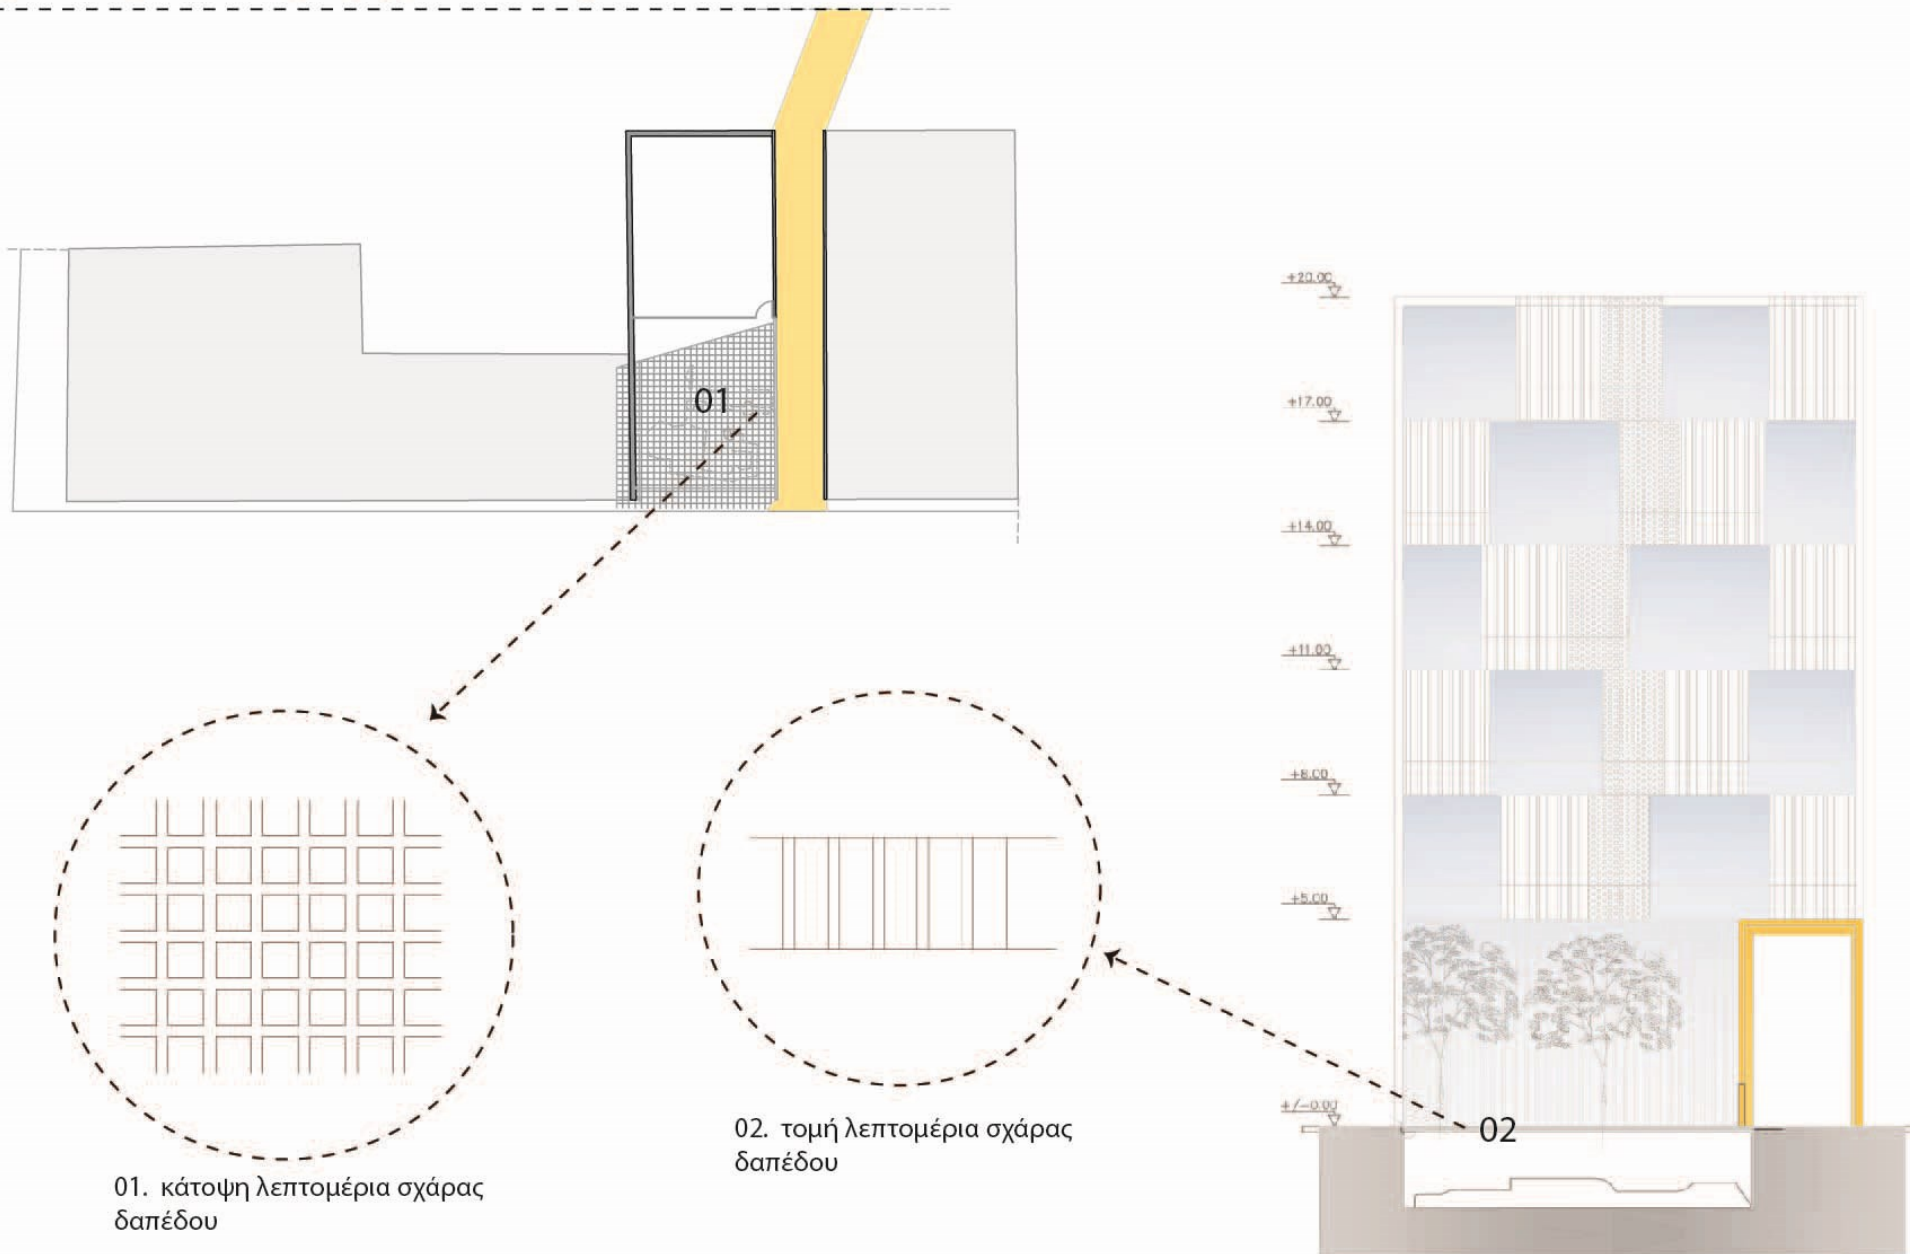 01
+20.00
+17.00
+14.00
+11.00
+8.00
+5.00
+/-0.00
02
01. κάτοψη λεπτομέρια σχάρας
δαπέδου
02. τομή λεπτομέρια σχάρας
δαπέδου